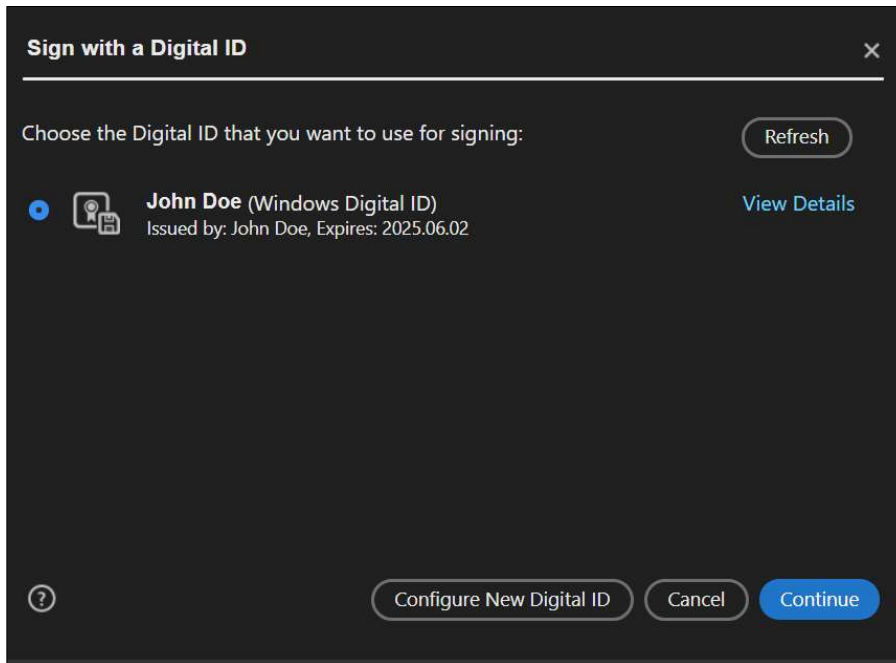 Sign with a Digital ID
Choose the Digital ID that you want to use for signing:
Refresh
John Doe (Windows Digital ID)
View Details
Issued by: John Doe, Expires: 2025.06.02
?
Configure New Digital ID
Cancel
Continue